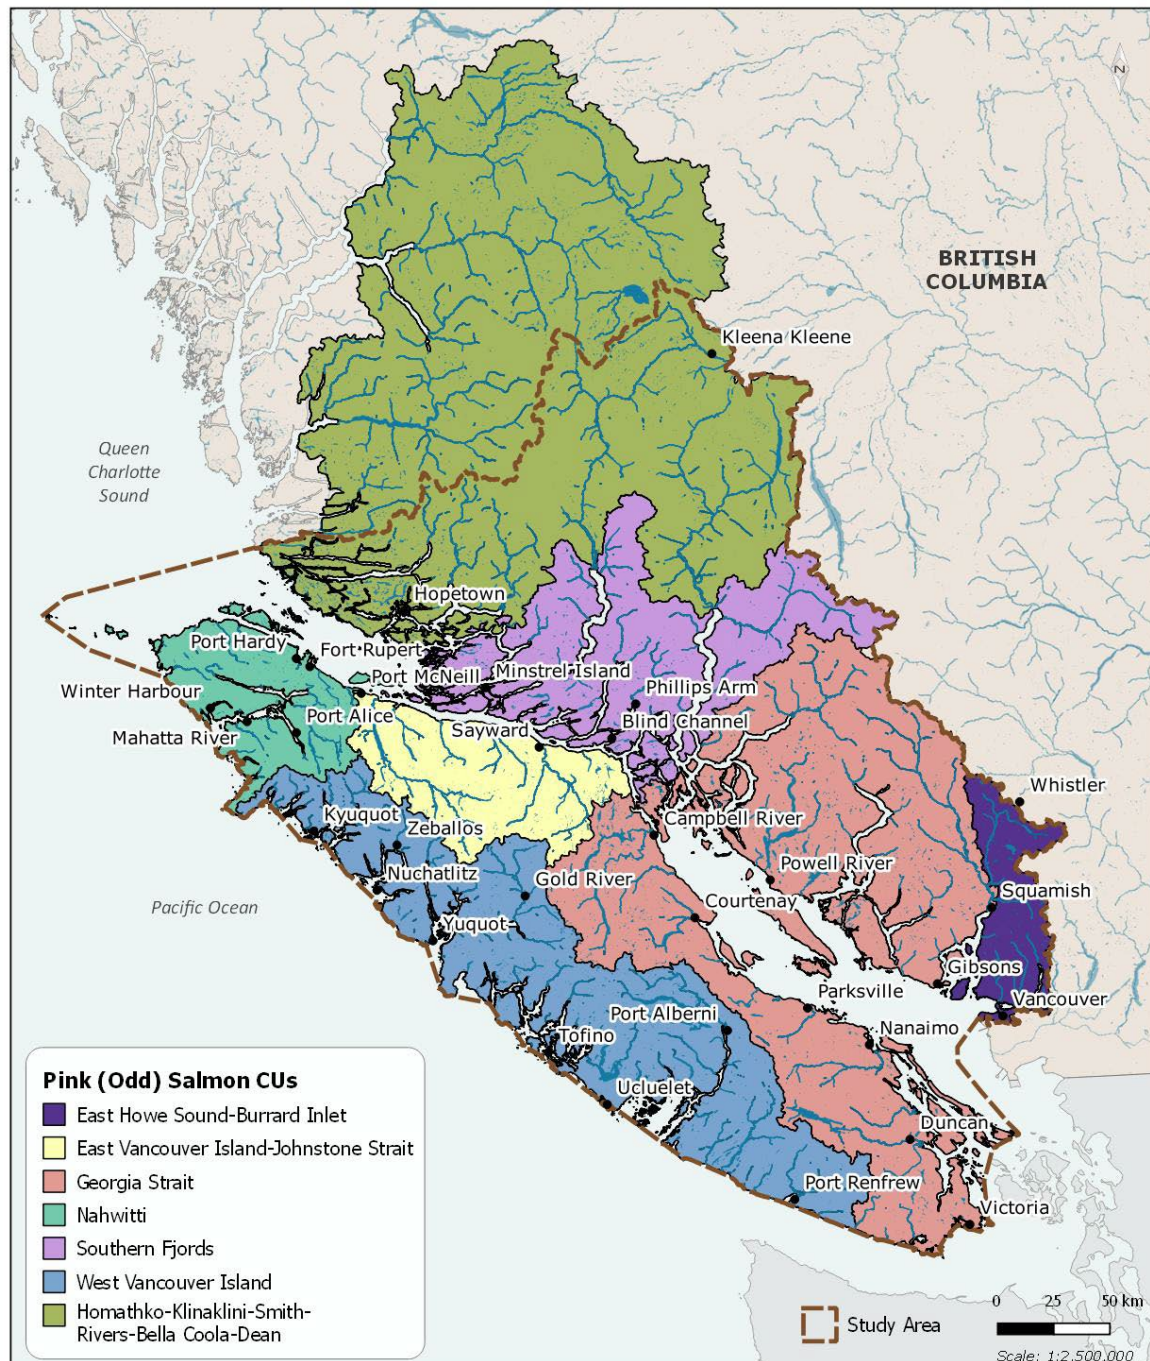 N
BRITISH
COLUMBIA
Kleena Kleene
Queen
Charlotte
Sound
Hopetown
Port Hardy
Fort Rupert
Port McNeill
Minstrel Island
Winter Harbour
Phillips Arm
Port Alice
Blind Channel
Mahatta River
Sayward
Whistler
Kyuquot
Zeballos
Campbell River
Nuchatlitz
Gold River
Powell River
Squamish
Pacific Ocean
Courtenay
Yuquot
Gibsons
Parksville
Vancouver
Port Alberni
Nanaimo
Tofino
Ucluelet
Duncan
Port Renfrew
Victoria
Pink (Odd) Salmon CUs
East Howe Sound-Burrard Inlet
East Vancouver Island-Johnstone Strait
Georgia Strait
Nahwitti
Southern Fjords
West Vancouver Island
Homathko-Klinaklini-Smith-
Rivers-Bella Coola-Dean
Study Area
0 25 50 km
Scale: 1:2,500,000